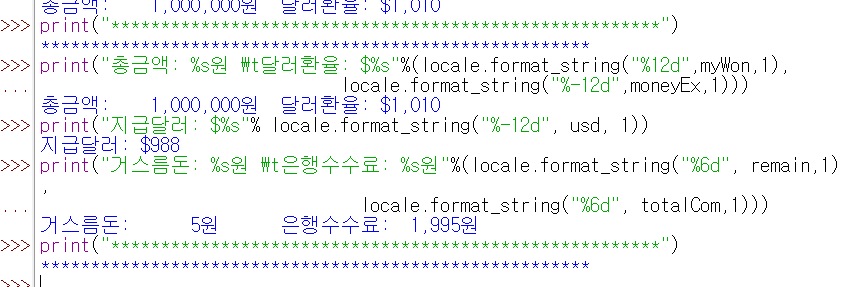 총금액:    1,000,000원  달러환율: $1,010
>>> print("*******************************************************")
*******************************************************
>>> print("총금액: %s원 ₩t달러환율: $%s"%(locale.format_string("%12d",myWon,1),
...                              locale.format_string("%-12d",moneyEx,1)))
총금액:    1,000,000원  달러환율: $1,010
>>> print("지급달러: $%s"% locale.format_string("%-12d", usd, 1))
지급달러: $988
>>> print("거스름돈: %s원 ₩t은행수수료: %s원"%(locale.format_string("%6d", remain,1)
,
...                                locale.format_string("%6d", totalCom,1)))
거스름돈:      5원      은행수수료:  1,995원
>>> print("*******************************************************")
*******************************************************
>>>